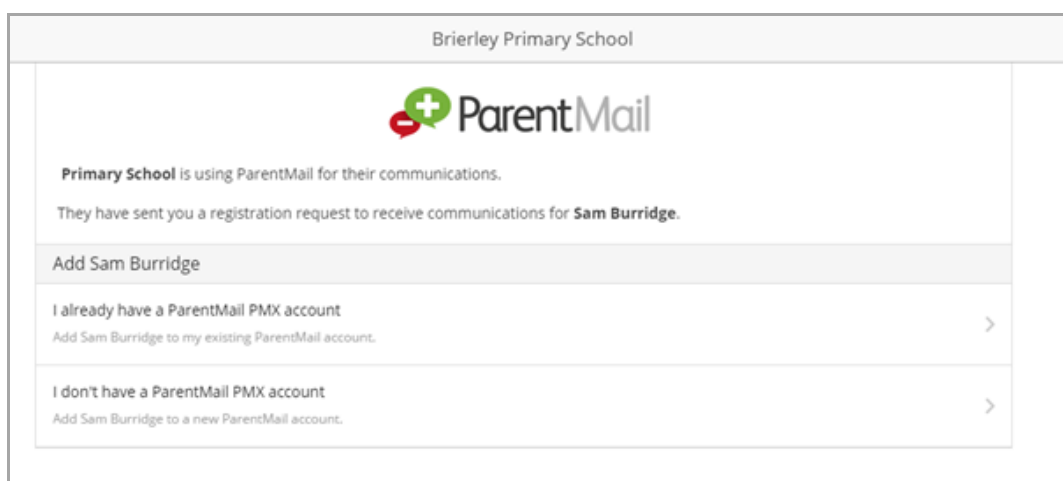 Brierley Primary School
ParentMail
Primary School is using ParentMail for their communications.
They have sent you a registration request to receive communications for Sam Burridge.
Add Sam Burridge
I already have a ParentMail PMX account
Add Sam Burridge to my existing ParentMail account.
I don't have a ParentMail PMX account
Add Sam Burridge to a new ParentMail account.